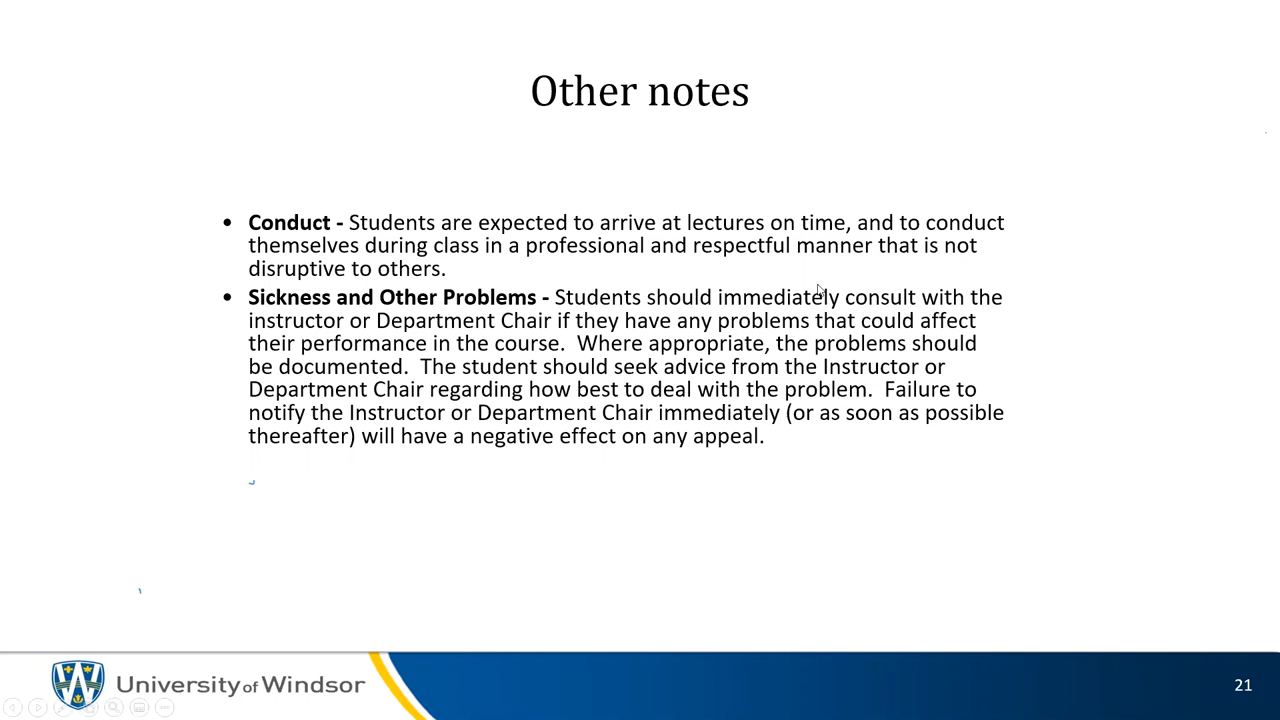 Other notes
• Conduct - Students are expected to arrive at lectures on time, and to conduct
themselves during class in a professional and respectful manner that is not
disruptive to others.
• Sickness and Other Problems - Students should immediately consult with the
instructor or Department Chair if they have any problems that could affect
their performance in the course.  Where appropriate, the problems should
be documented.  The student should seek advice from the Instructor or
Department Chair regarding how best to deal with the problem.  Failure to
notify the Instructor or Department Chair immediately (or as soon as possible
thereafter) will have a negative effect on any appeal.
University of Windsor
21